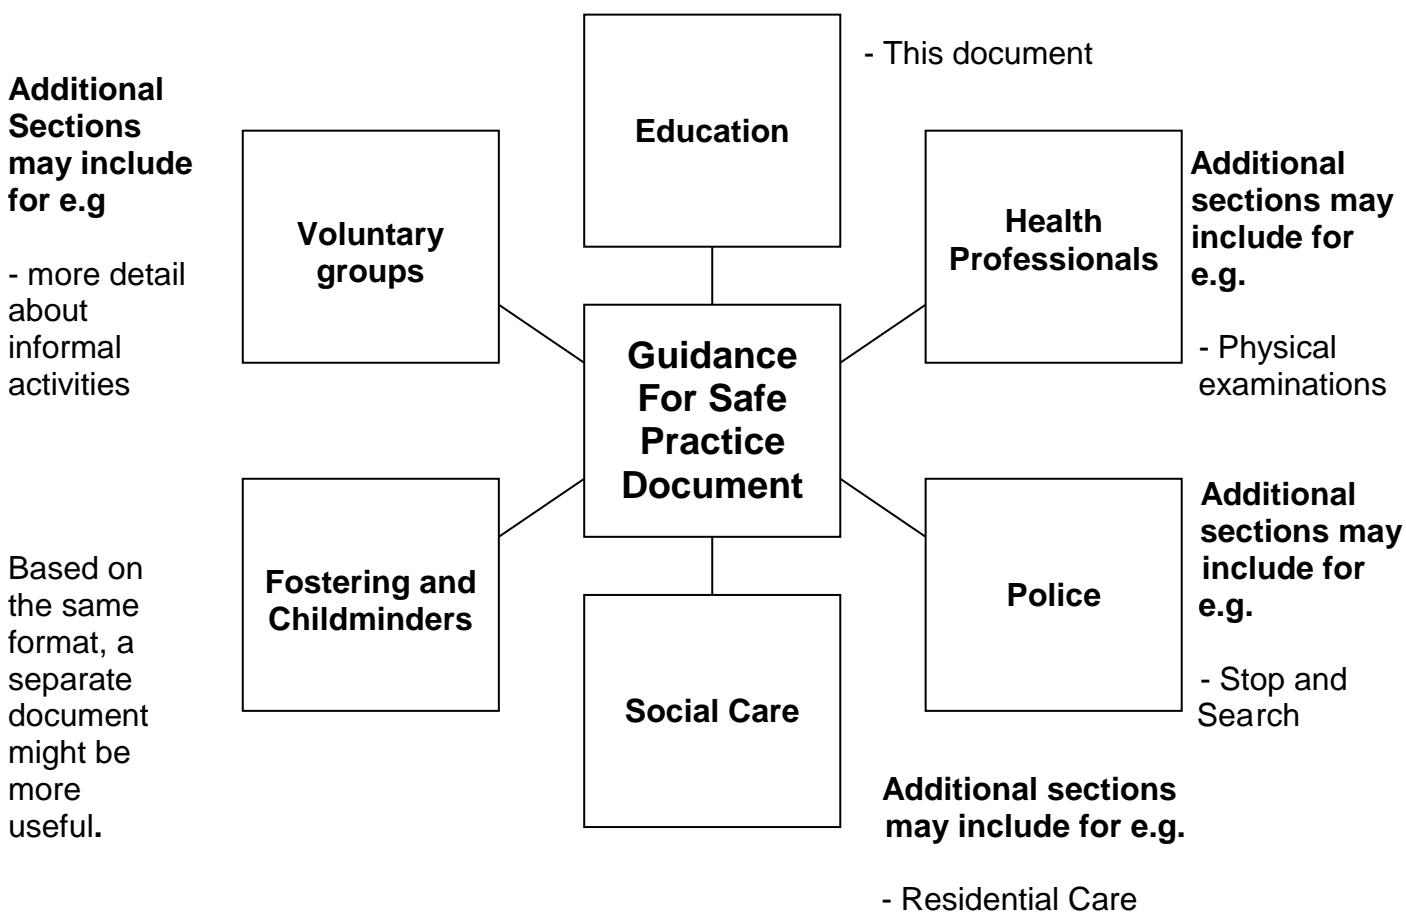 - This document
Education
Additional
Sections
may include
for e.g
- more detail
about
informal
activities
Voluntary
groups
Health
Professionals
Additional
sections may
include for
e.g.
- Physical
examinations
Guidance
For Safe
Practice
Document
Based on
the same
format, a
separate
document
might be
more
useful.
Fostering and
Childminders
Social Care
Additional sections
may include for e.g.
- Residential Care
Police
Additional
sections may
include for
e.g.
- Stop and
Search